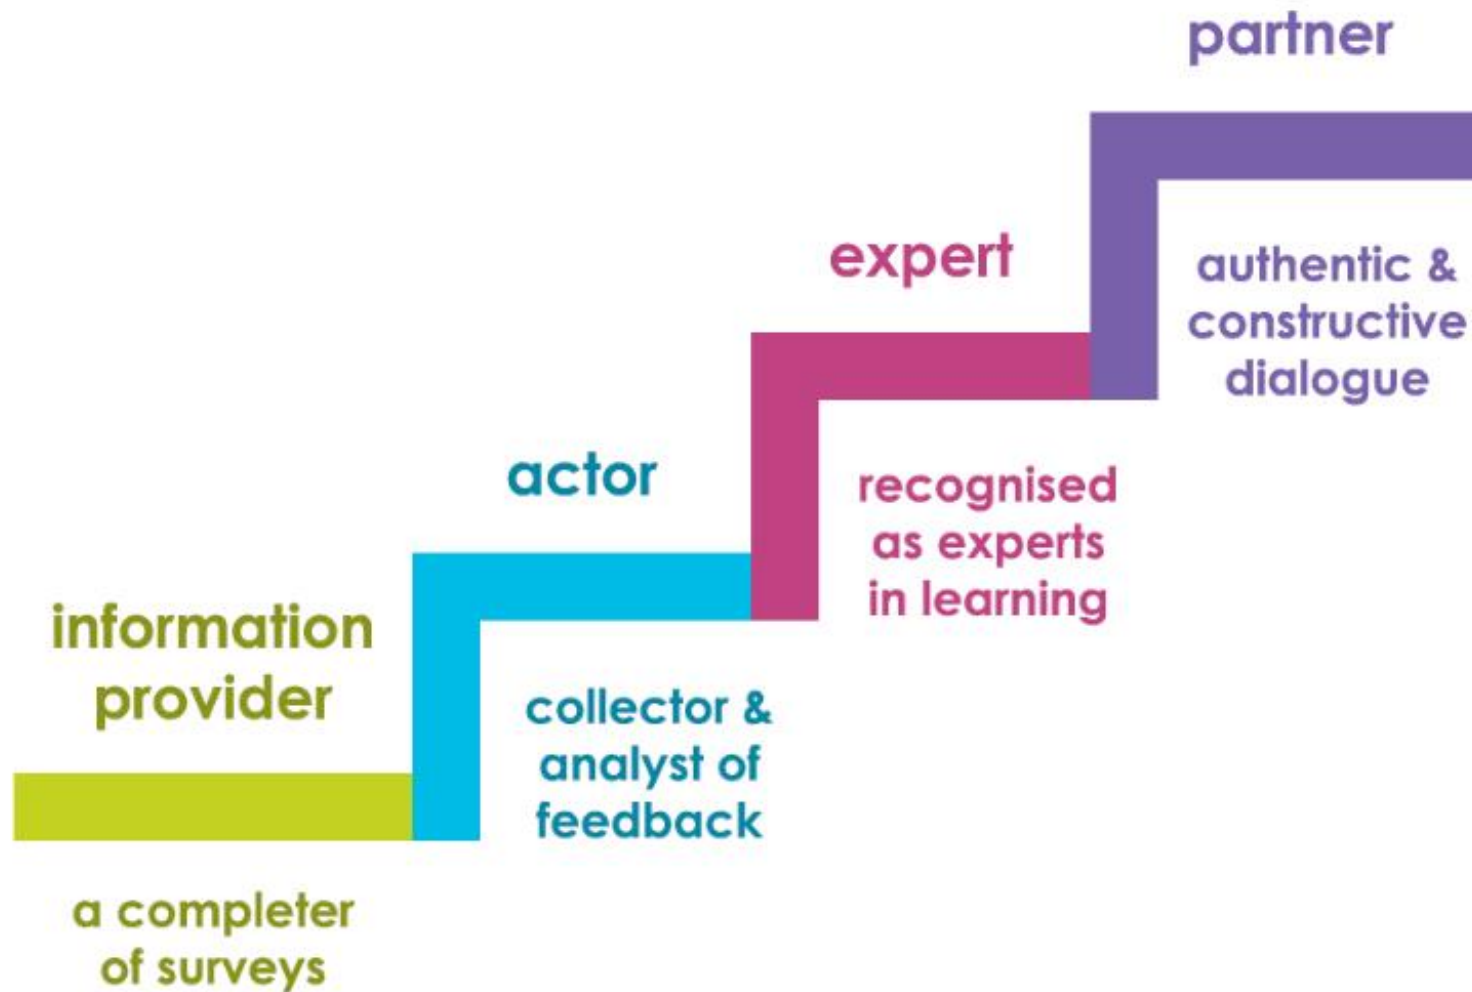 information
provider
a completer
of surveys
actor
collector &
analyst of
feedback
expert
recognised
as experts
in learning
partner
authentic &
constructive
dialogue